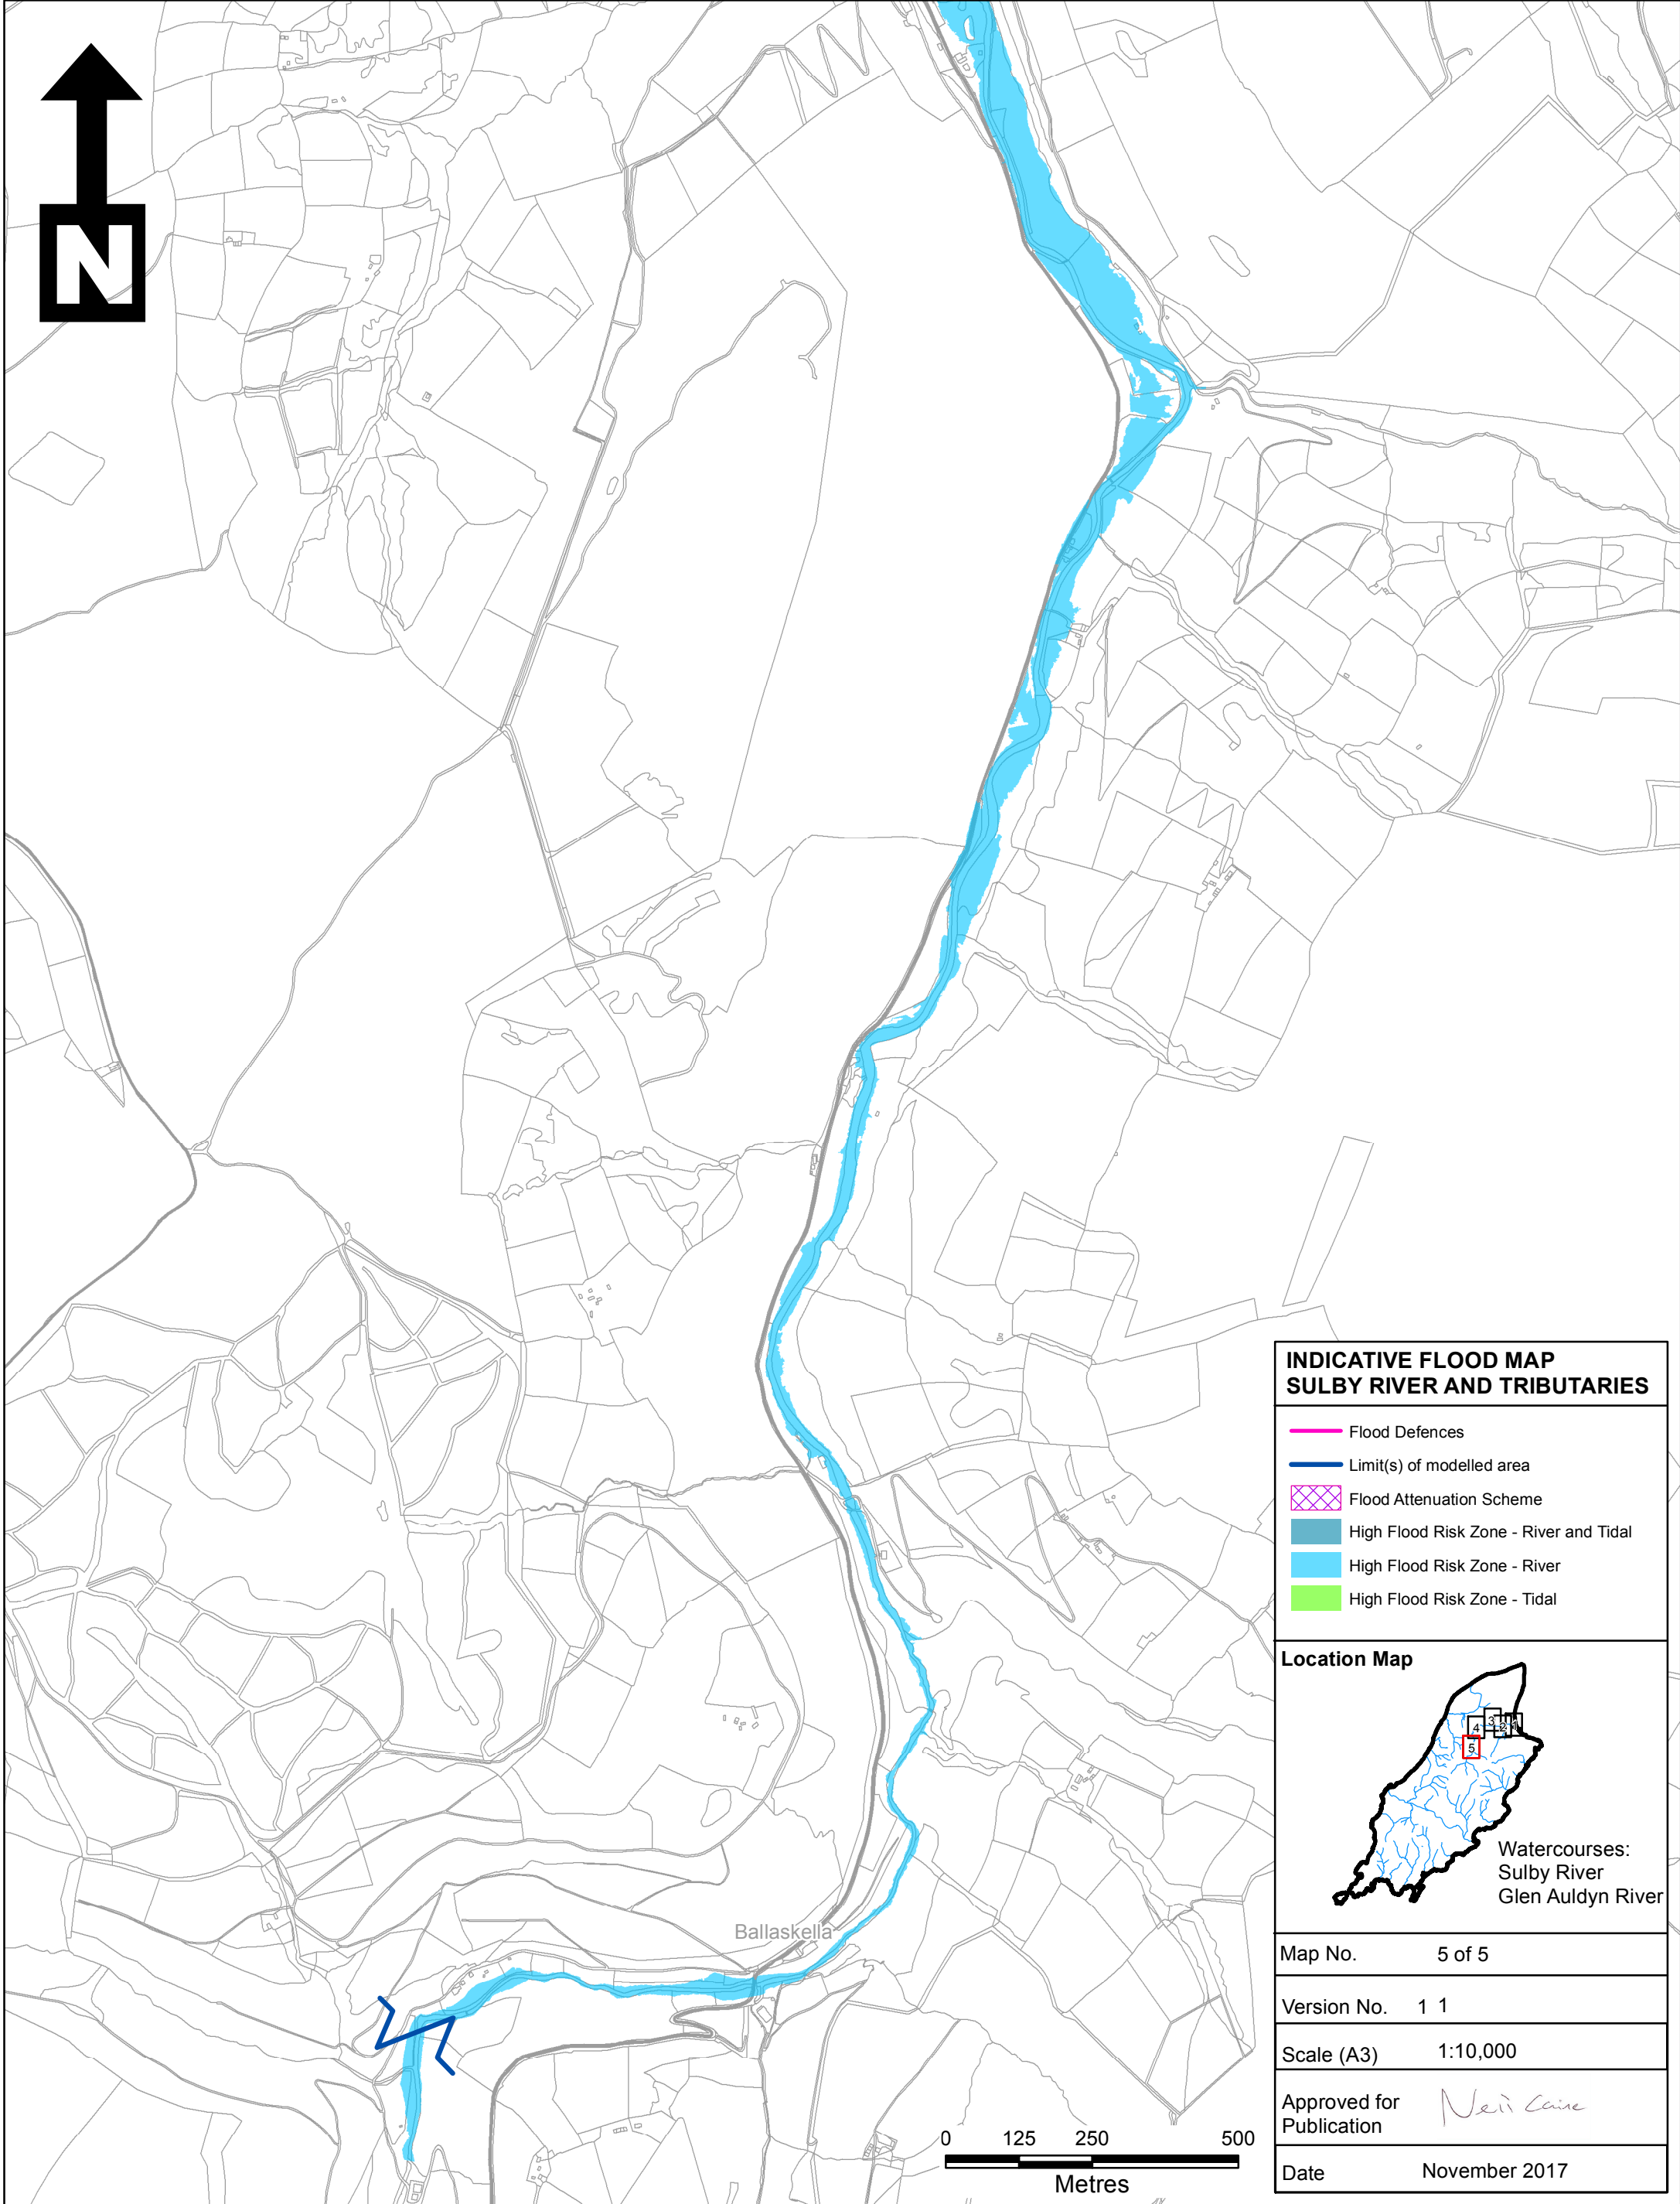 N
INDICATIVE FLOOD MAP
SULBY RIVER AND TRIBUTARIES
Flood Defences
Limit(s) of modelled area
Flood Attenuation Scheme
High Flood Risk Zone - River and Tidal
High Flood Risk Zone - River
High Flood Risk Zone - Tidal
Location Map
3
4
2
1
5
Watercourses:
Sulby River
Glen Auldyn River
Ballaskella
Map No. 5 of 5
Version No. 1 1
Scale (A3) 1:10,000
Approved for
Publication
Date November 2017
0 125 250 500
Metres